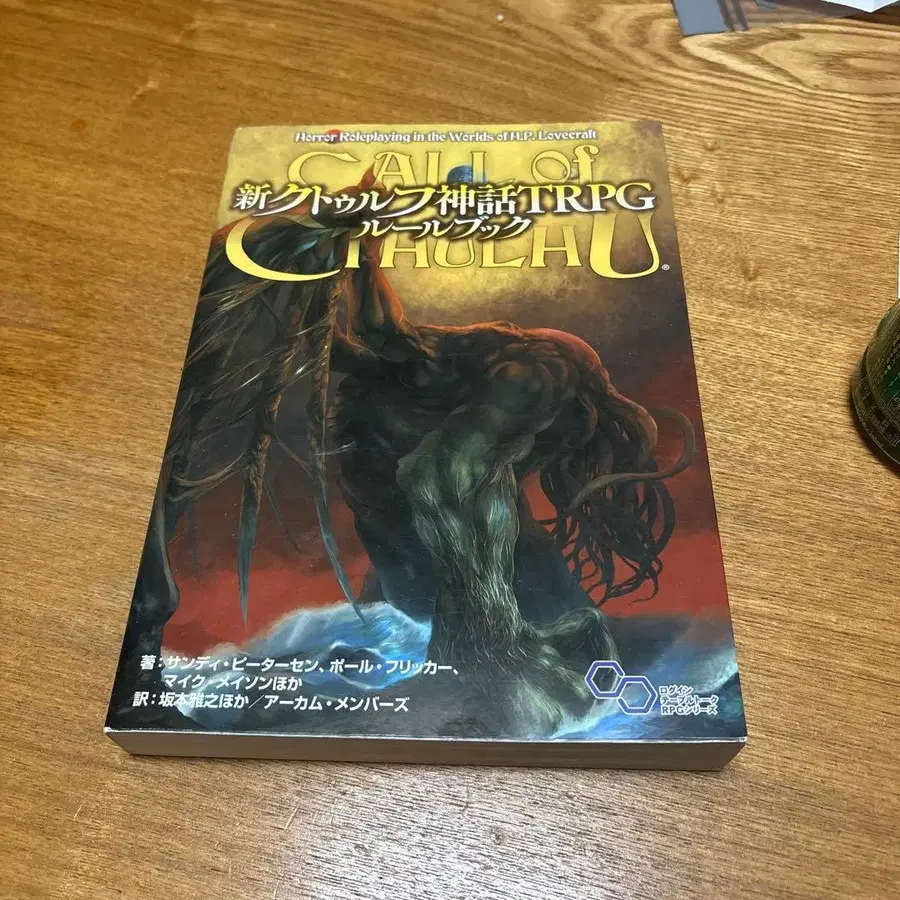 Horror Roleplaying in the Worlds of H.P. Lovecraft
CALL of
新クトゥルフ神話TRPG
ルールブック
CTHULHU®
著：サンディ・ピーターセン、ポール・フリッカー、
マイク・メイソンほか
訳：坂本雅之ほか／アーカム・メンバーズ
ログイン
テーブルトーク
RPGシリーズ